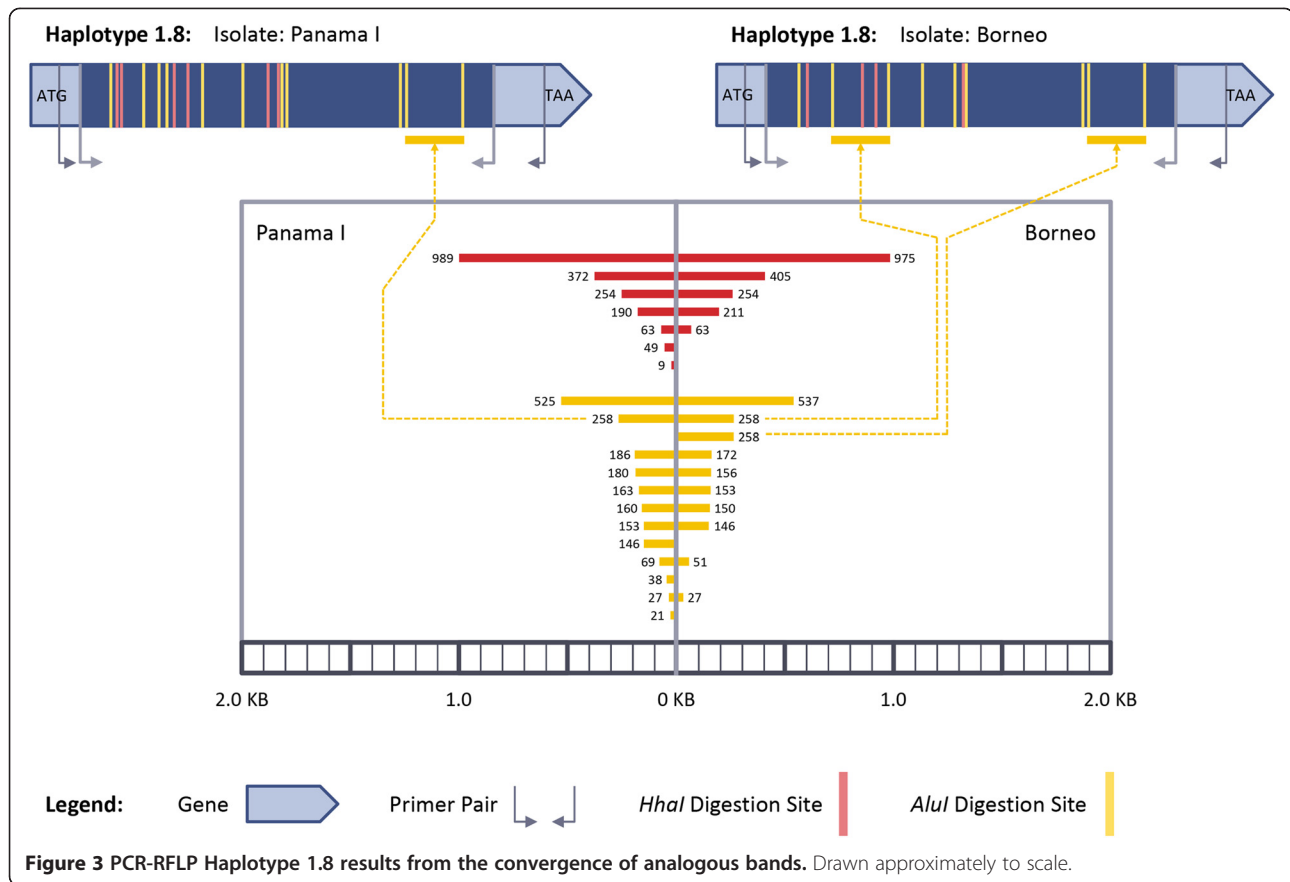 Haplotype 1.8: Isolate: Panama I
Haplotype 1.8: Isolate: Borneo
ATG TAA
ATG TAA
Panama I Borneo
989 975
372 405
254 254
190 211
63 63
49
9
525 537
258 258
258
186 172
180 156
163 153
160 150
153 146
146
69 51
38
27 27
21
2.0 KB 1.0 0 KB 1.0 2.0 KB
Legend: Gene Primer Pair HhaI Digestion Site AluI Digestion Site
Figure 3 PCR-RFLP Haplotype 1.8 results from the convergence of analogous bands. Drawn approximately to scale.